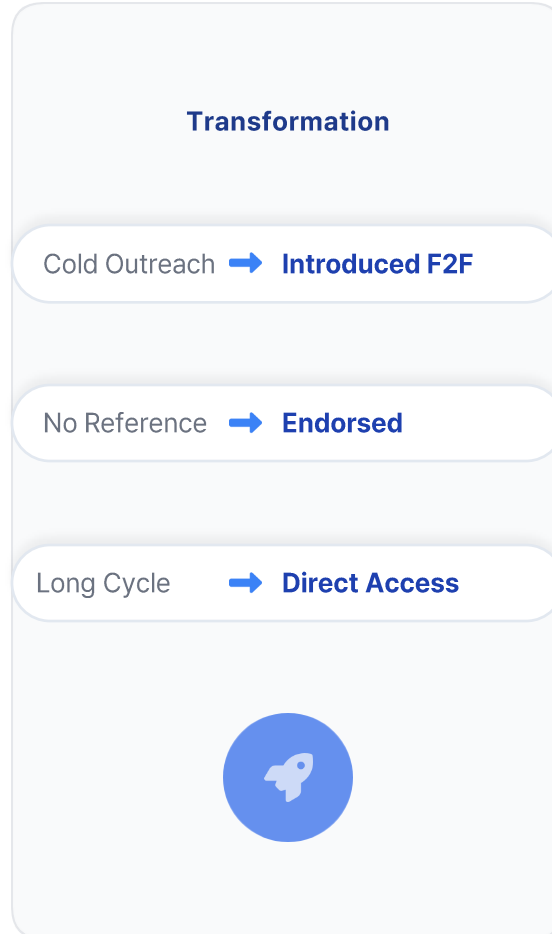 Transformation
Cold Outreach → Introduced F2F
No Reference → Endorsed
Long Cycle → Direct Access